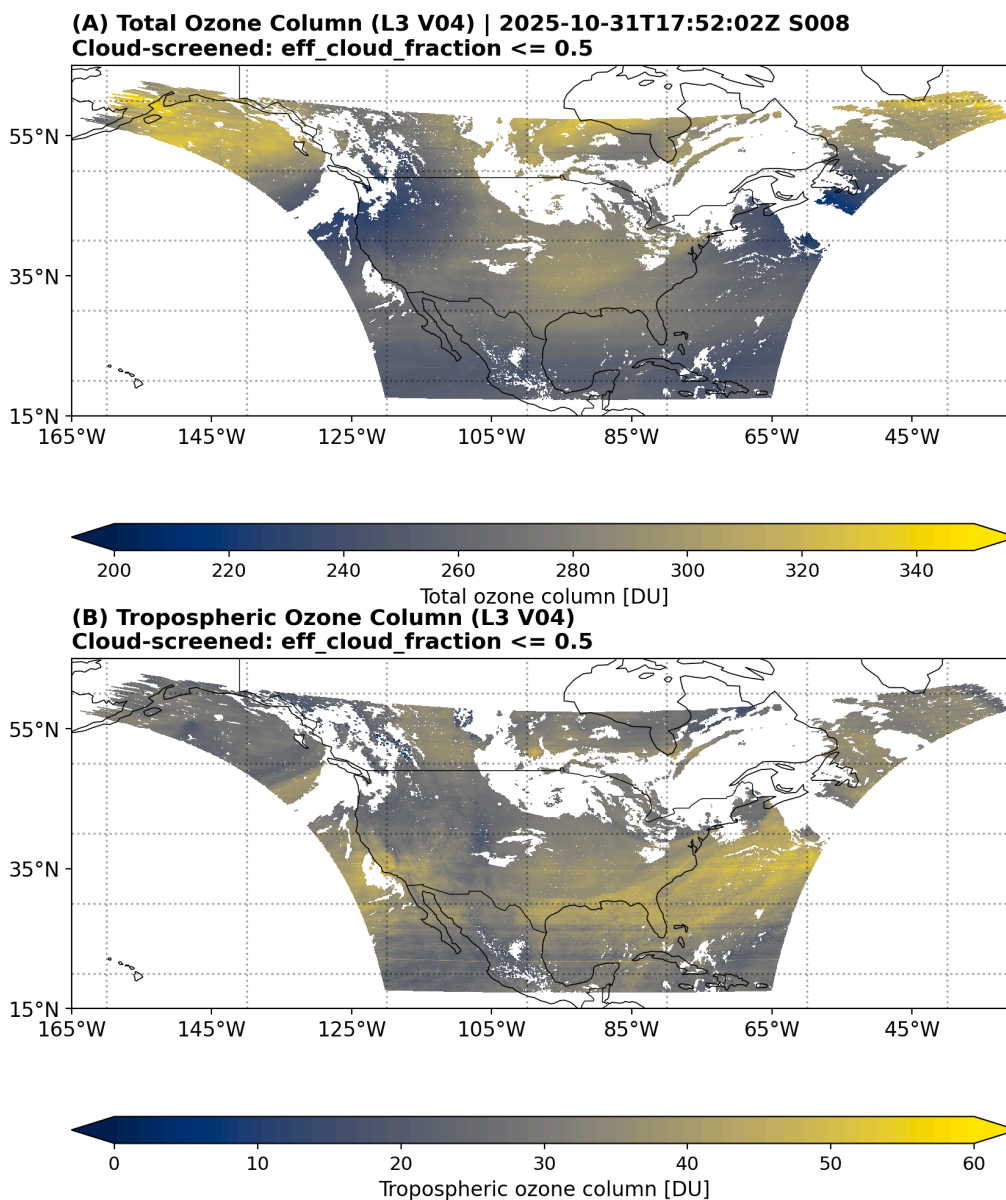 (A) Total Ozone Column (L3 V04) | 2025-10-31T17:52:02Z S008
Cloud-screened: eff_cloud_fraction <= 0.5
55°N
35°N
15°N
165°W 145°W 125°W 105°W 85°W 65°W 45°W
200 220 240 260 280 300 320 340
Total ozone column [DU]
(B) Tropospheric Ozone Column (L3 V04)
Cloud-screened: eff_cloud_fraction <= 0.5
55°N
35°N
15°N
165°W 145°W 125°W 105°W 85°W 65°W 45°W
0 10 20 30 40 50 60
Tropospheric ozone column [DU]